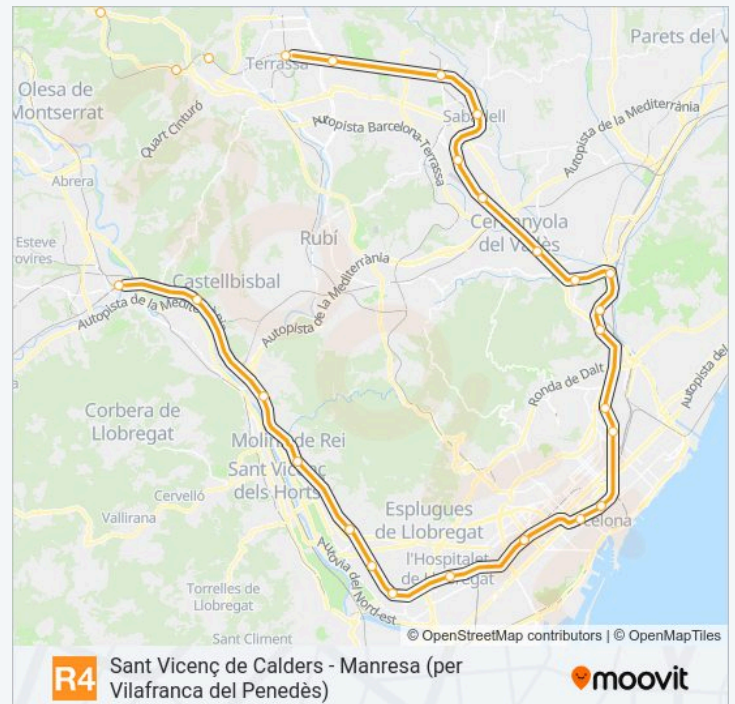 Parets del V
Olesa de
Montserrat
Terrassa
Quart Cinturó
Autopista Barcelona-Terrassa
Sabadell
Autopista de la Mediterrània
Abrera
Esteve
ovires
Rubí
Cerdanyola
del Vallès
Castellbisbal
Autopista de la Mediterrània
Autopista de la Mediterrània
Ronda de Dalt
Autopista del
Corbera de
Llobregat
Molins de Rei
Sant Vicenç
dels Horts
Cervelló
Vallirana
Esplugues
de Llobregat
celona
l'Hospitalet
de Llobregat
Autovia del Nord-est
Torrelles de
Llobregat
Sant Climent
© OpenStreetMap contributors | © OpenMapTiles
R4 Sant Vicenç de Calders - Manresa (per
Vilafranca del Penedès)
moovit